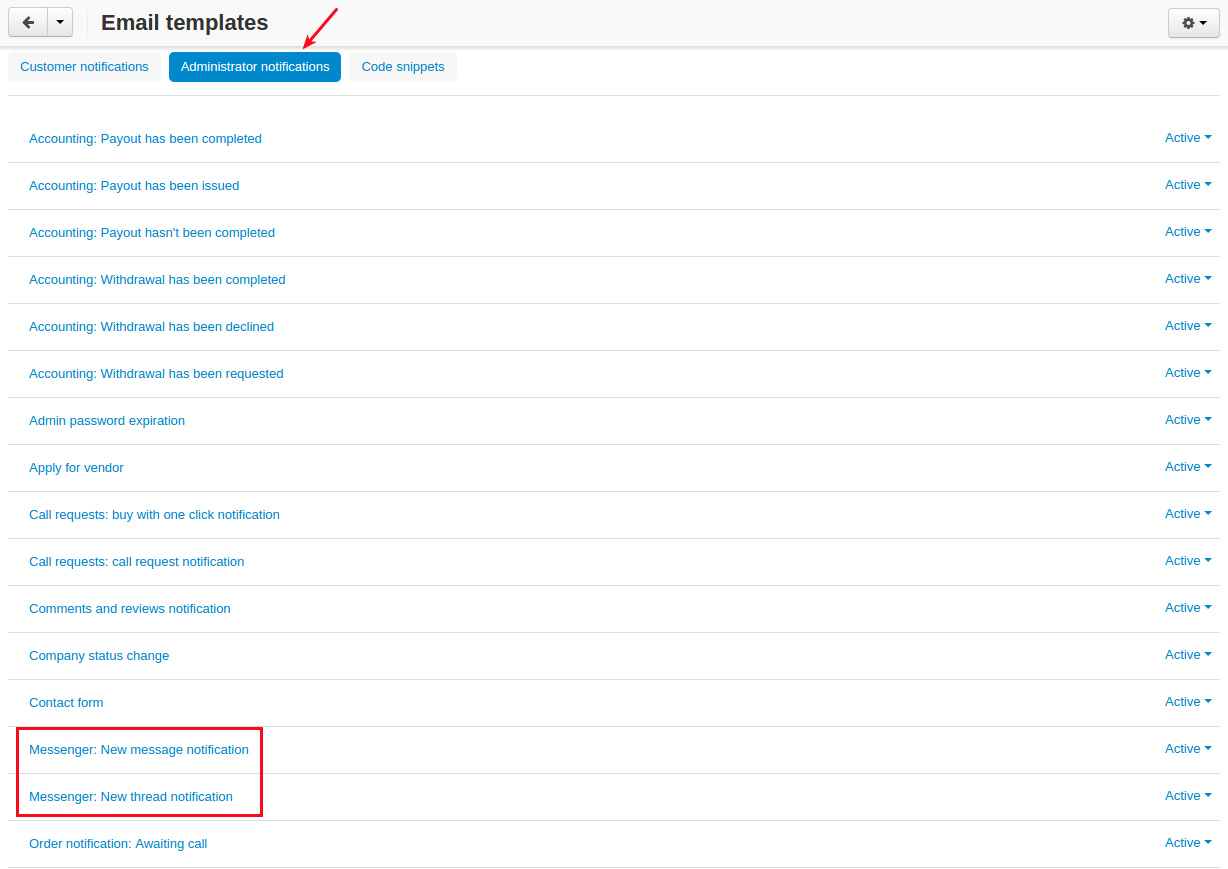 Email templates
Customer notifications Administrator notifications Code snippets
Accounting: Payout has been completed Active
Accounting: Payout has been issued Active
Accounting: Payout hasn't been completed Active
Accounting: Withdrawal has been completed Active
Accounting: Withdrawal has been declined Active
Accounting: Withdrawal has been requested Active
Admin password expiration Active
Apply for vendor Active
Call requests: buy with one click notification Active
Call requests: call request notification Active
Comments and reviews notification Active
Company status change Active
Contact form Active
Messenger: New message notification Active
Messenger: New thread notification Active
Order notification: Awaiting call Active